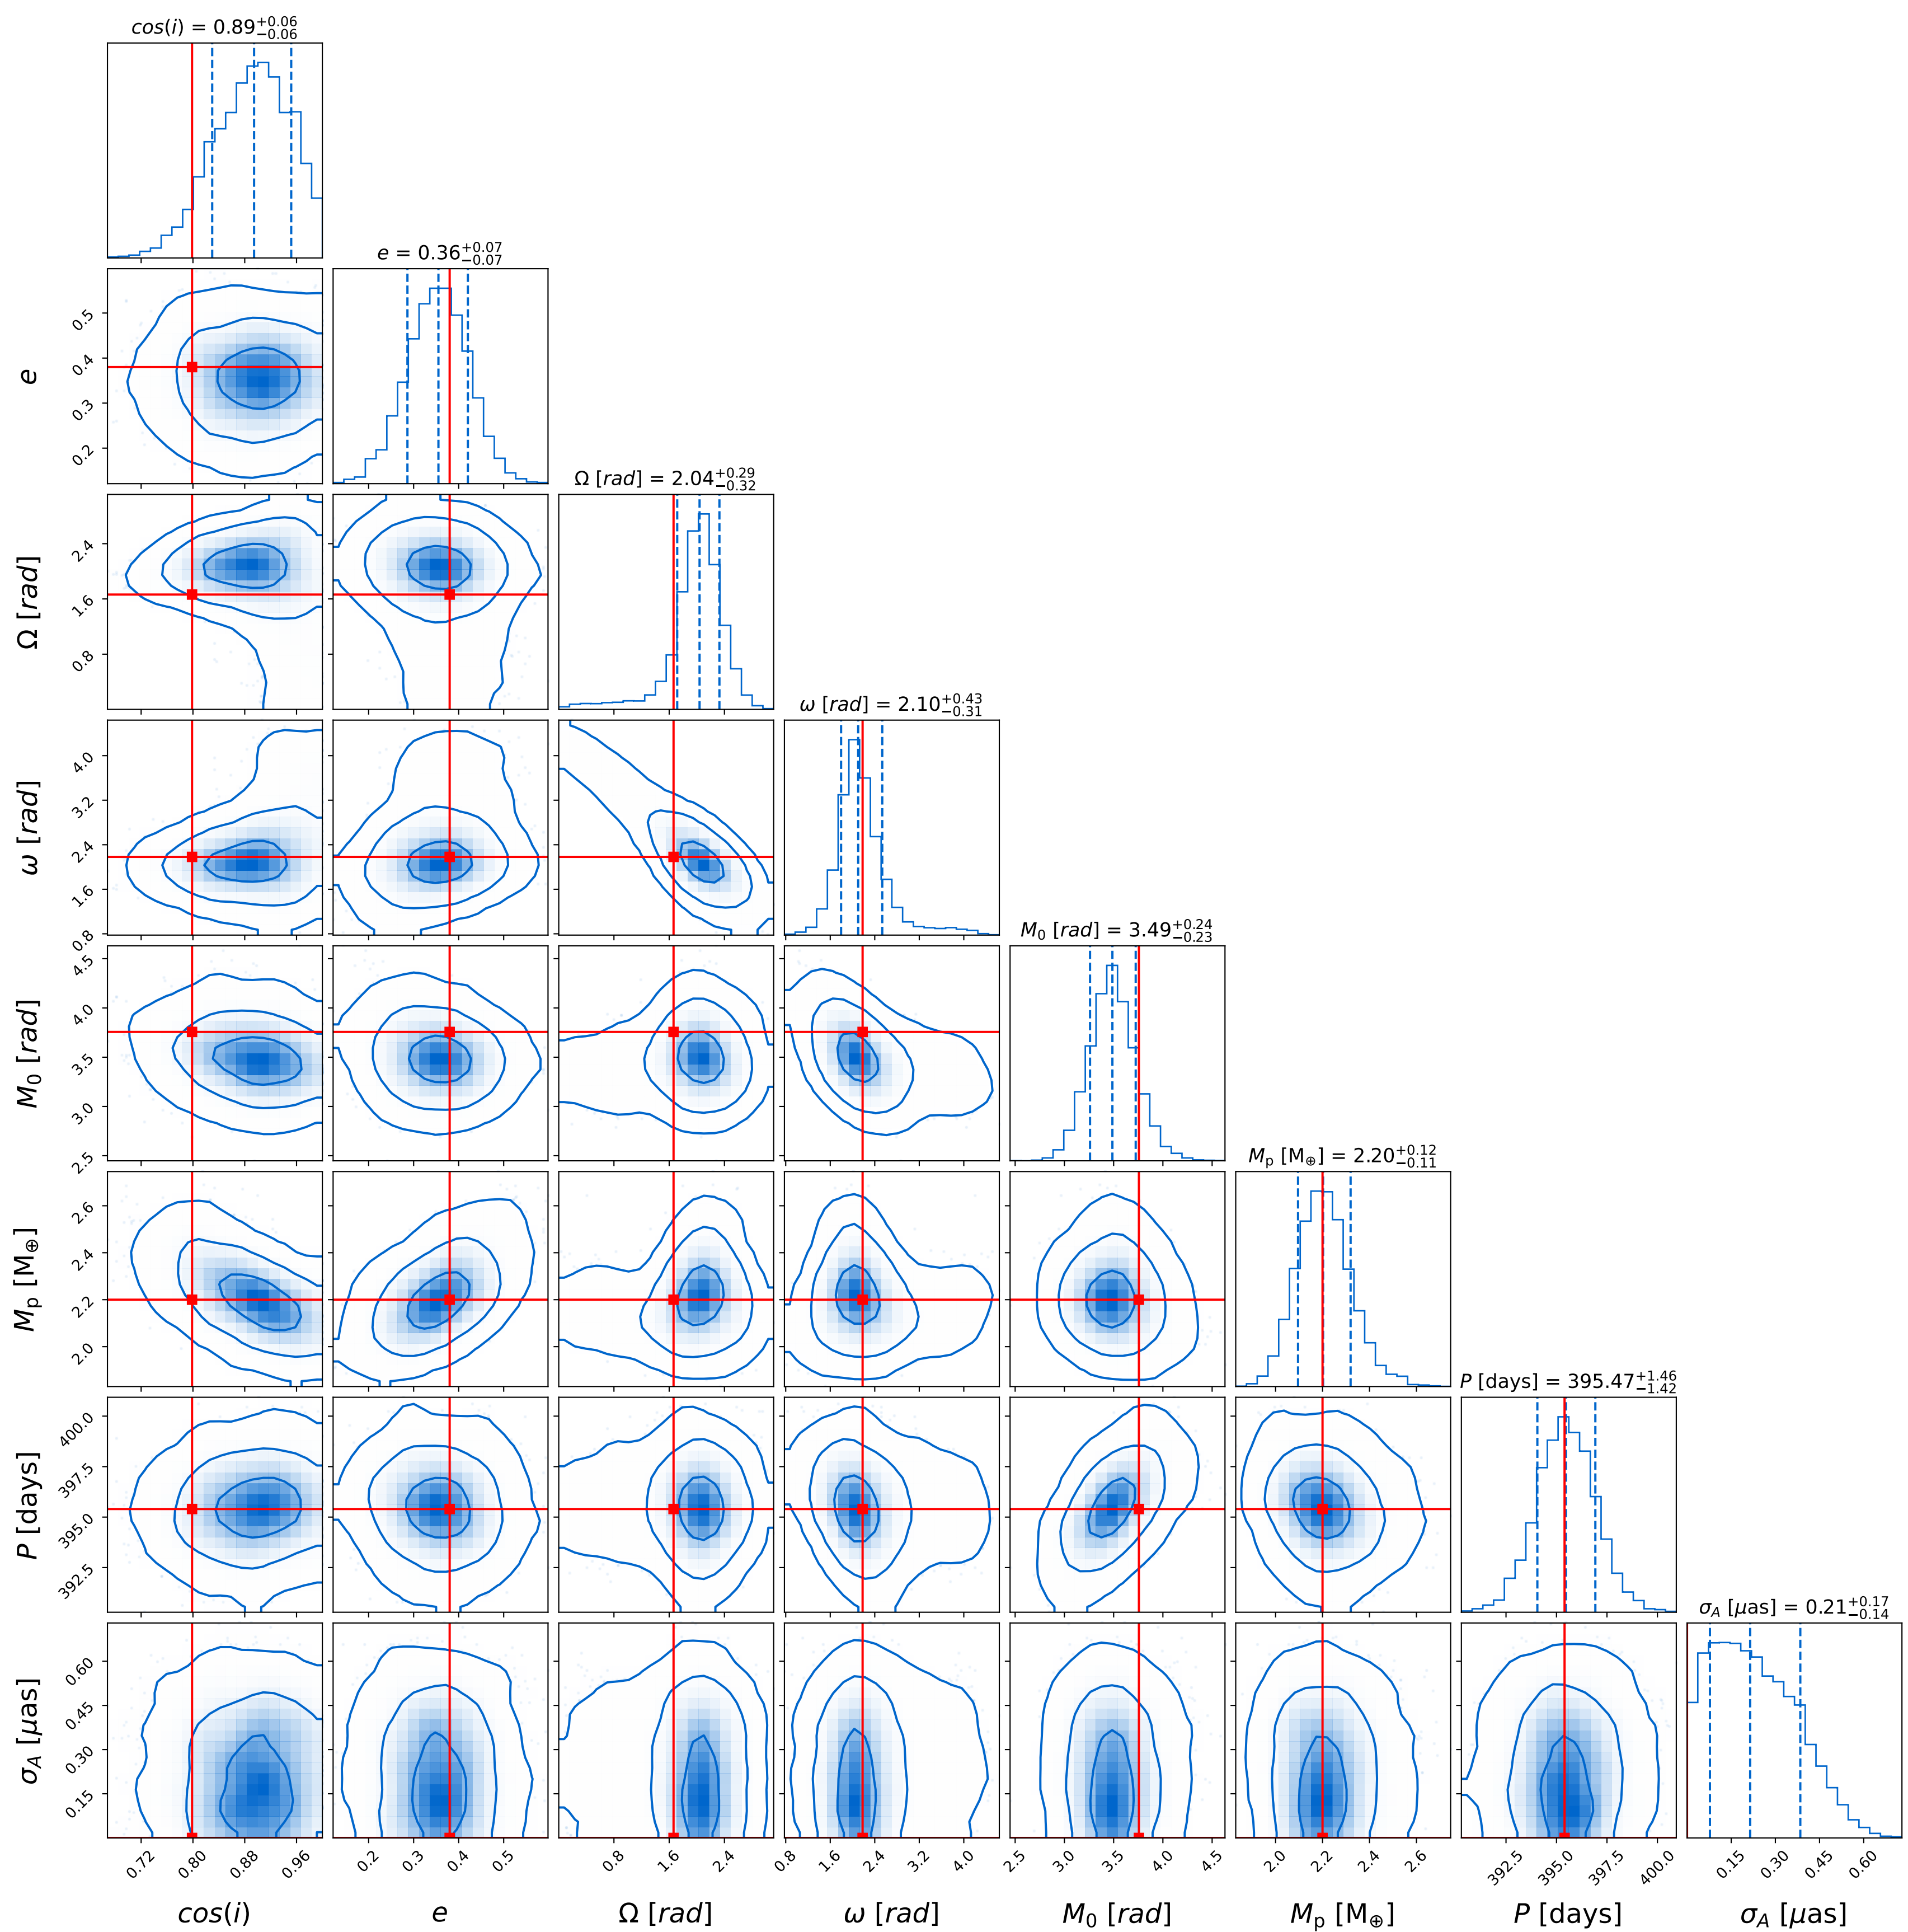 cos(i) = 0.89+0.06−0.06
e = 0.36+0.07−0.07
0.5
0.4
0.3
0.2
e
Ω [rad] = 2.04+0.29−0.32
2.4
1.6
0.8
Ω [rad]
ω [rad] = 2.10+0.43−0.31
4.0
3.2
2.4
1.6
0.8
ω [rad]
M0 [rad] = 3.49+0.24−0.23
4.5
4.0
3.5
3.0
2.5
M0 [rad]
Mp [M⊕] = 2.20+0.12−0.11
2.6
2.4
2.2
2.0
Mp [M⊕]
P [days] = 395.47+1.46−1.42
400.0
397.5
395.0
392.5
P [days]
σA [μas] = 0.21+0.17−0.14
0.60
0.45
0.30
0.15
σA [μas]
0.72 0.80 0.88 0.96 0.2 0.3 0.4 0.5 0.8 1.6 2.4 0.8 1.6 2.4 3.2 4.0 2.5 3.0 3.5 4.0 4.5 2.0 2.2 2.4 2.6 392.5 395.0 397.5 400.0 0.15 0.30 0.45 0.60
cos(i) e Ω [rad] ω [rad] M0 [rad] Mp [M⊕] P [days] σA [μas]